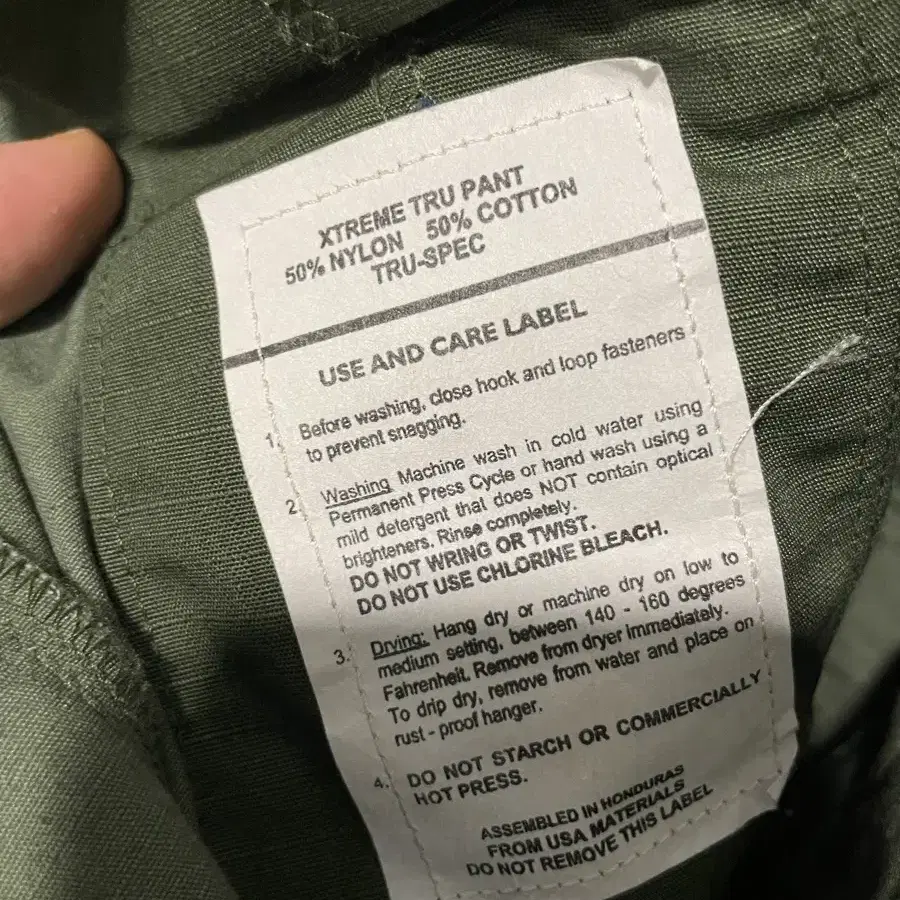 XTREME TRU PANT
50% NYLON 50% COTTON
TRU-SPEC
USE AND CARE LABEL
1. Before washing, close hook and loop fasteners
to prevent snagging.
2. Washing Machine wash in cold water using
Permanent Press Cycle or hand wash using a
mild detergent that does NOT contain optical
brighteners. Rinse completely.
DO NOT WRING OR TWIST.
DO NOT USE CHLORINE BLEACH.
3. Drying: Hang dry or machine dry on low to
medium setting, between 140 - 160 degrees
Fahrenheit. Remove from dryer immediately.
To drip dry, remove from water and place on
rust - proof hanger.
4. DO NOT STARCH OR COMMERCIALLY
HOT PRESS.
ASSEMBLED IN HONDURAS
FROM USA MATERIALS
DO NOT REMOVE THIS LABEL